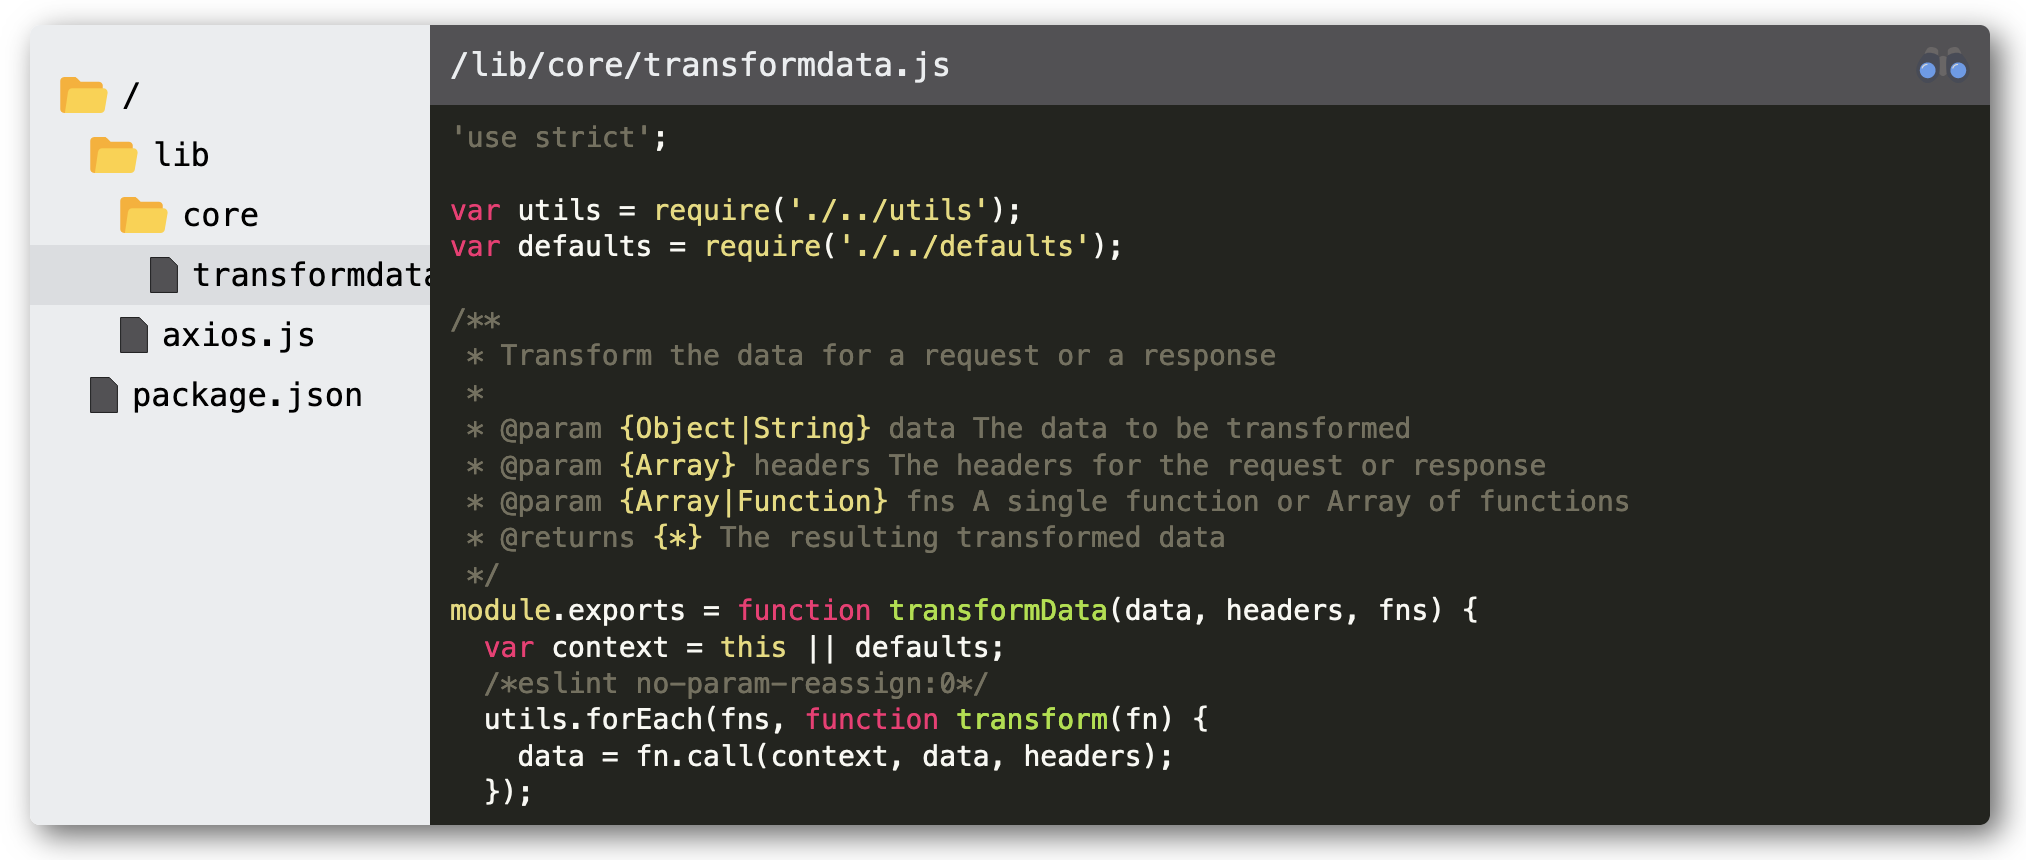 /
lib
core
transformdata
axios.js
package.json
/lib/core/transformdata.js
'use strict';

var utils = require('./../utils');
var defaults = require('./../defaults');

/**
 * Transform the data for a request or a response
 *
 * @param {Object|String} data The data to be transformed
 * @param {Array} headers The headers for the request or response
 * @param {Array|Function} fns A single function or Array of functions
 * @returns {*} The resulting transformed data
 */
module.exports = function transformData(data, headers, fns) {
  var context = this || defaults;
  /*eslint no-param-reassign:0*/
  utils.forEach(fns, function transform(fn) {
    data = fn.call(context, data, headers);
  });